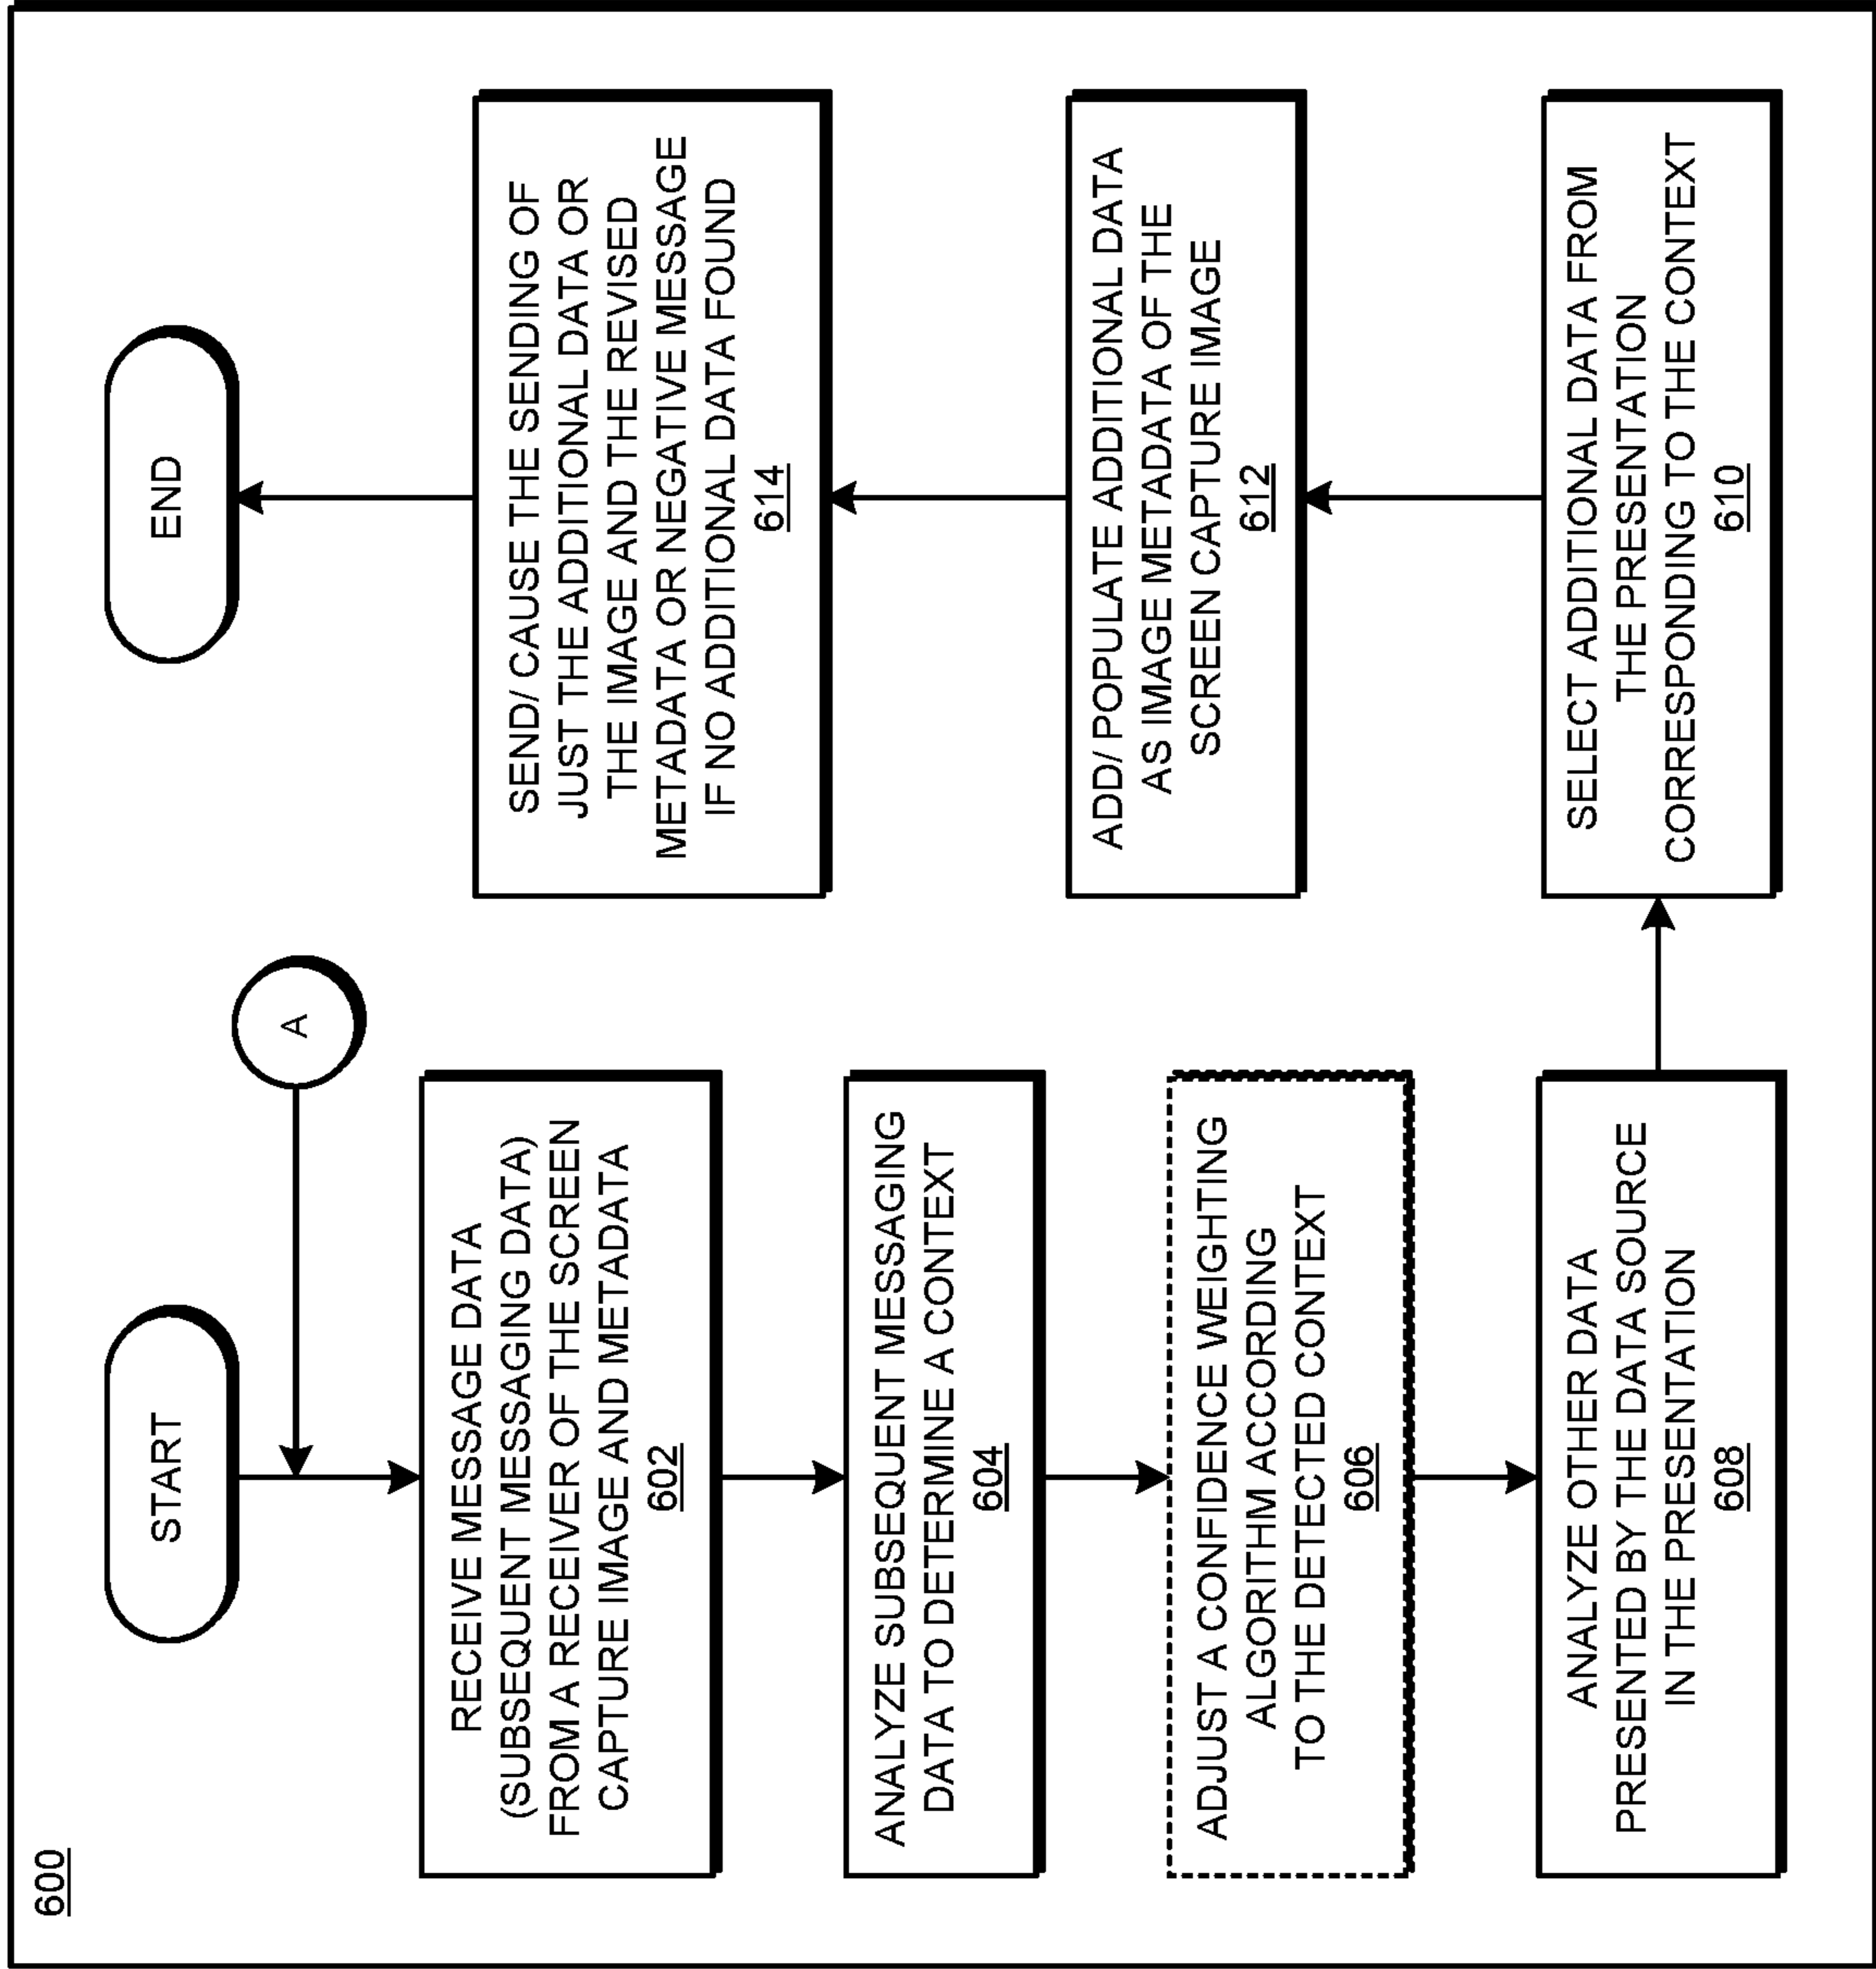 600
START
A
RECEIVE MESSAGE DATA
(SUBSEQUENT MESSAGING DATA)
FROM A RECEIVER OF THE SCREEN
CAPTURE IMAGE AND METADATA
602
ANALYZE SUBSEQUENT MESSAGING
DATA TO DETERMINE A CONTEXT
604
ADJUST A CONFIDENCE WEIGHTING
ALGORITHM ACCORDING
TO THE DETECTED CONTEXT
606
ANALYZE OTHER DATA
PRESENTED BY THE DATA SOURCE
IN THE PRESENTATION
608
SELECT ADDITIONAL DATA FROM
THE PRESENTATION
CORRESPONDING TO THE CONTEXT
610
ADD/ POPULATE ADDITIONAL DATA
AS IMAGE METADATA OF THE
SCREEN CAPTURE IMAGE
612
SEND/ CAUSE THE SENDING OF
JUST THE ADDITIONAL DATA OR
THE IMAGE AND THE REVISED
METADATA OR NEGATIVE MESSAGE
IF NO ADDITIONAL DATA FOUND
614
END